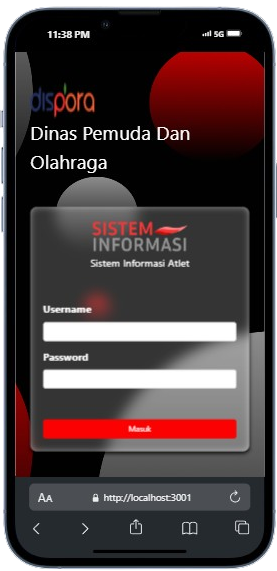 11:38 PM
5G
dispora
Dinas Pemuda Dan
Olahraga
SISTEM
INFORMASI
Sistem Informasi Atlet
Username
Password
Masuk
AA
http://localhost:3001